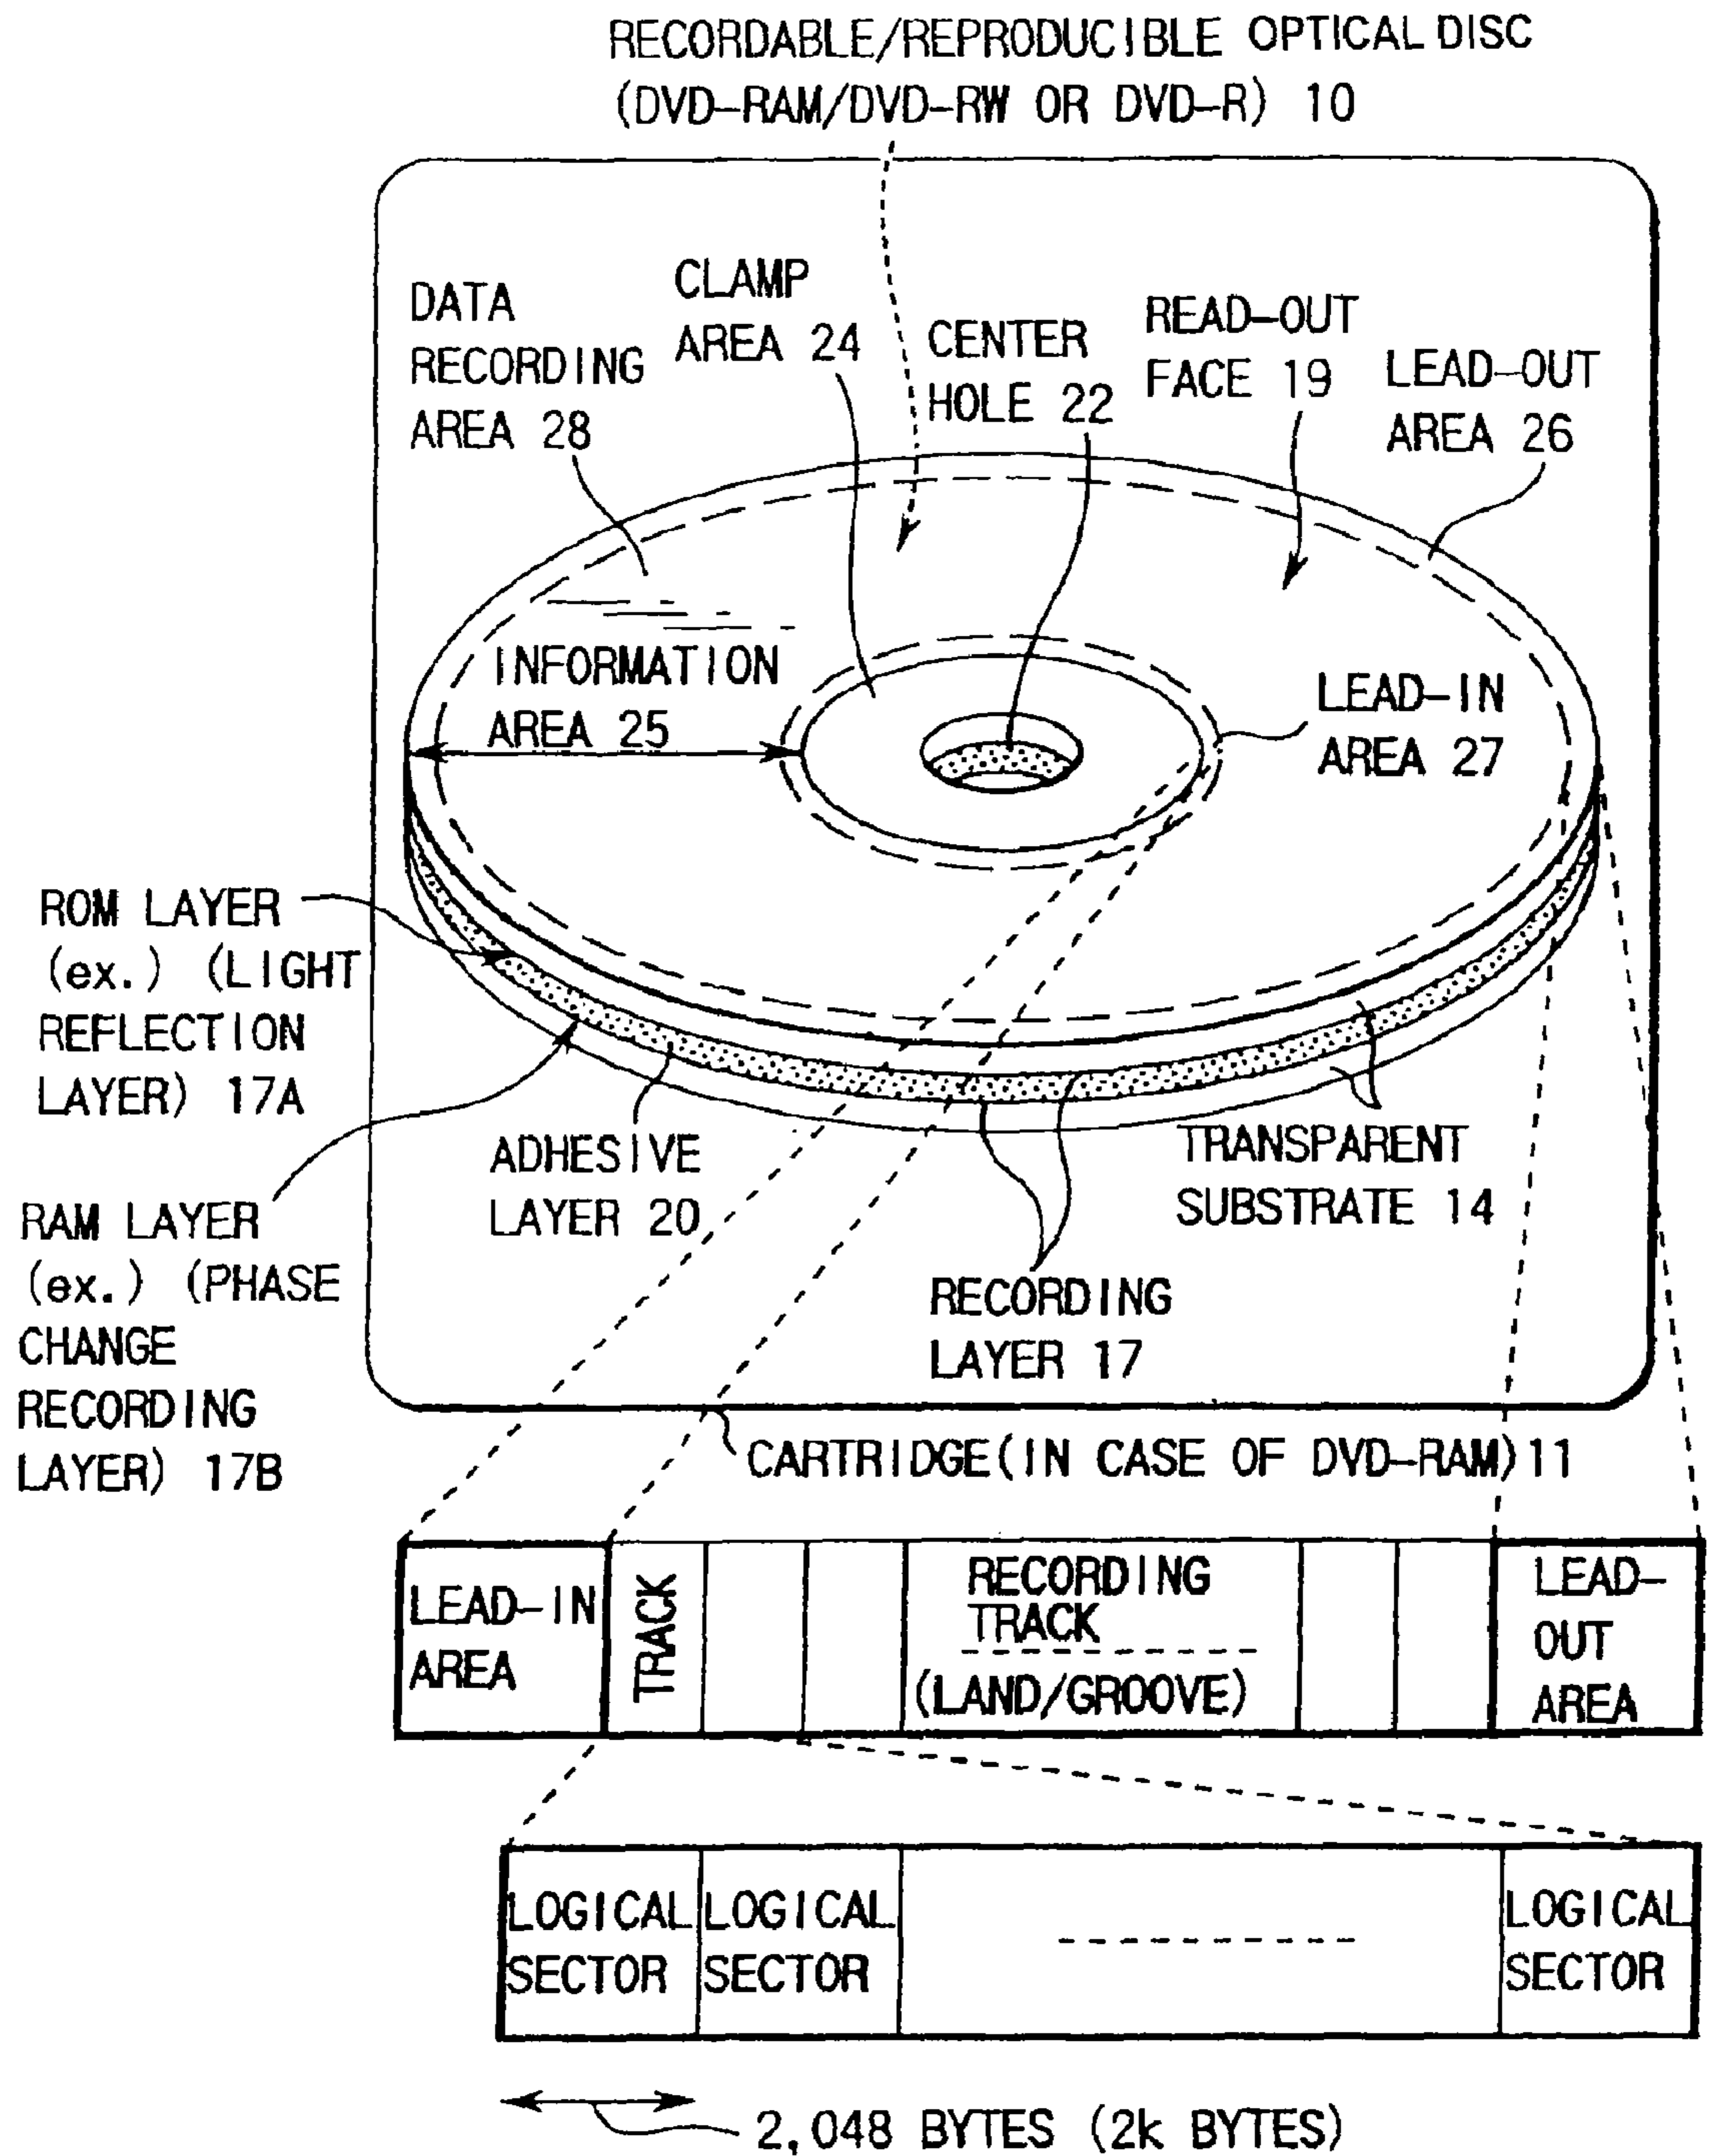 RECORDABLE/REPRODUCIBLE OPTICAL DISC
(DVD-RAM/DVD-RW OR DVD-R) 10
DATA
RECORDING
AREA 28
CLAMP
AREA 24
CENTER
HOLE 22
READ-OUT
FACE 19
LEAD-OUT
AREA 26
INFORMATION
AREA 25
LEAD-IN
AREA 27
ROM LAYER
(ex.) (LIGHT
REFLECTION
LAYER) 17A
ADHESIVE
LAYER 20
TRANSPARENT
SUBSTRATE 14
RAM LAYER
(ex.) (PHASE
CHANGE
RECORDING
LAYER) 17B
RECORDING
LAYER 17
CARTRIDGE(IN CASE OF DVD-RAM)11
LEAD-IN
AREA
TRACK
RECORDING
TRACK
(LAND/GROOVE)
LEAD-
OUT
AREA
LOGICAL
SECTOR
LOGICAL
SECTOR
LOGICAL
SECTOR
2,048 BYTES (2k BYTES)